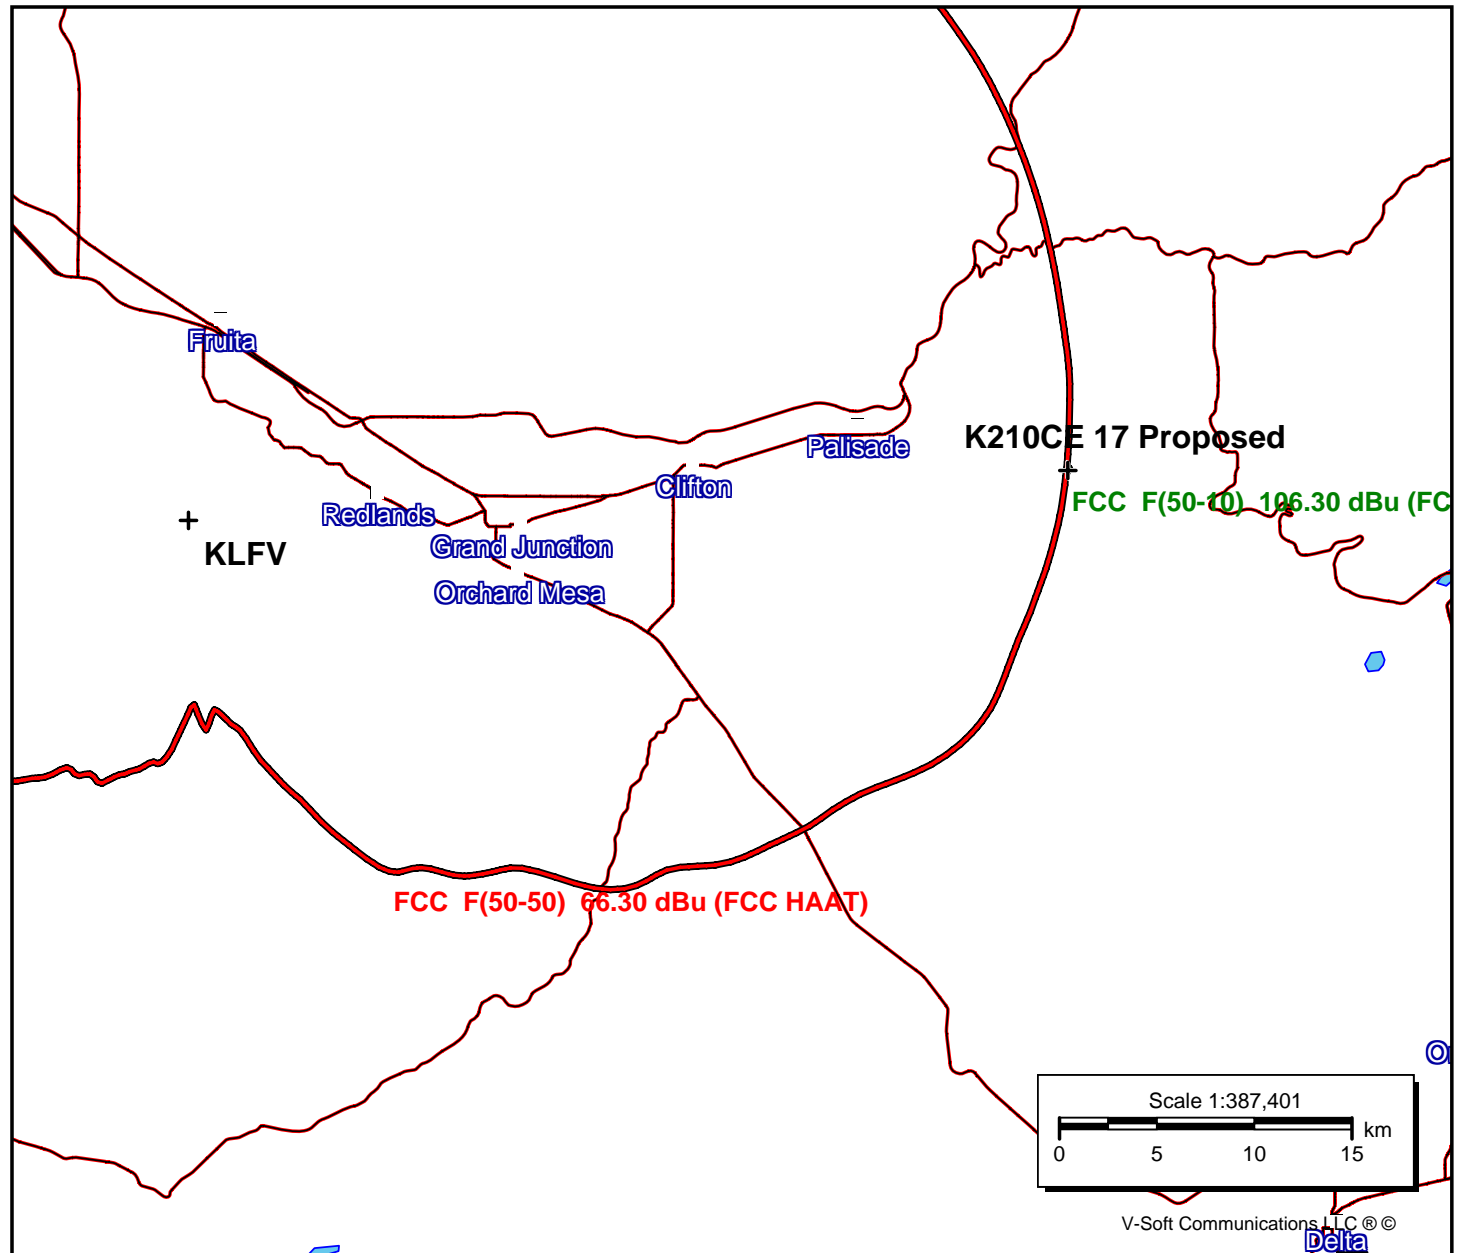 Fruita
K210CE 17 Proposed
Palisade
Clifton
FCC F(50-10) 106.30 dBu (FC
Redlands
Grand Junction
KLFV
Orchard Mesa
FCC F(50-50) 66.30 dBu (FCC HAAT)
Scale 1:387,401
km
0 5 10 15
V-Soft Communications LLC ® ©
Delta